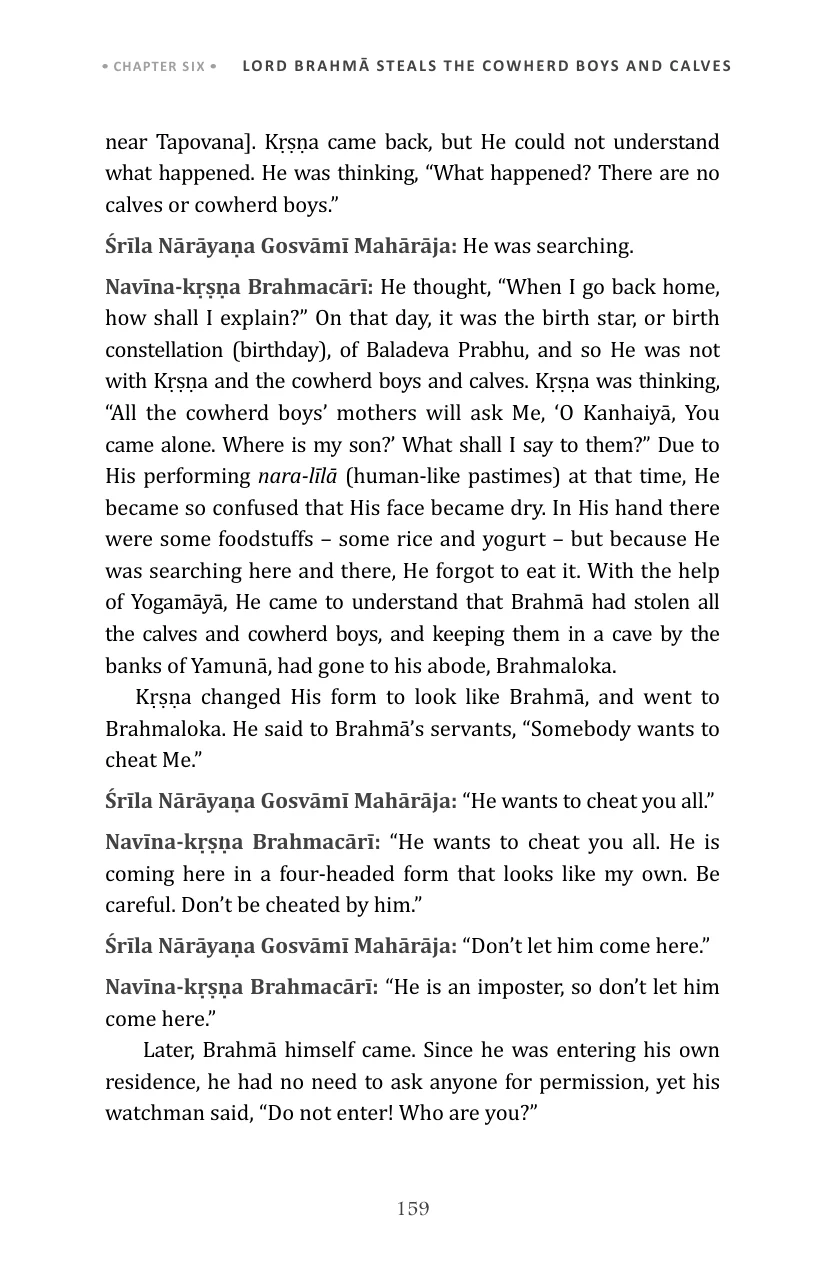 • CHAPTER SIX • LORD BRAHMĀ STEALS THE COWHERD BOYS AND CALVES
near Tapovana]. Kṛṣṇa came back, but He could not understand
what happened. He was thinking, “What happened? There are no
calves or cowherd boys.”
Śrīla Nārāyaṇa Gosvāmī Mahārāja: He was searching.
Navīna-kṛṣṇa Brahmacārī: He thought, “When I go back home,
how shall I explain?” On that day, it was the birth star, or birth
constellation (birthday), of Baladeva Prabhu, and so He was not
with Kṛṣṇa and the cowherd boys and calves. Kṛṣṇa was thinking,
“All the cowherd boys’ mothers will ask Me, ‘O Kanhaiyā, You
came alone. Where is my son?’ What shall I say to them?” Due to
His performing nara-līlā (human-like pastimes) at that time, He
became so confused that His face became dry. In His hand there
were some foodstuffs – some rice and yogurt – but because He
was searching here and there, He forgot to eat it. With the help
of Yogamāyā, He came to understand that Brahmā had stolen all
the calves and cowherd boys, and keeping them in a cave by the
banks of Yamunā, had gone to his abode, Brahmaloka.
Kṛṣṇa changed His form to look like Brahmā, and went to
Brahmaloka. He said to Brahmā’s servants, “Somebody wants to
cheat Me.”
Śrīla Nārāyaṇa Gosvāmī Mahārāja: “He wants to cheat you all.”
Navīna-kṛṣṇa Brahmacārī: “He wants to cheat you all. He is
coming here in a four-headed form that looks like my own. Be
careful. Don’t be cheated by him.”
Śrīla Nārāyaṇa Gosvāmī Mahārāja: “Don’t let him come here.”
Navīna-kṛṣṇa Brahmacārī: “He is an imposter, so don’t let him
come here.”
Later, Brahmā himself came. Since he was entering his own
residence, he had no need to ask anyone for permission, yet his
watchman said, “Do not enter! Who are you?”
159